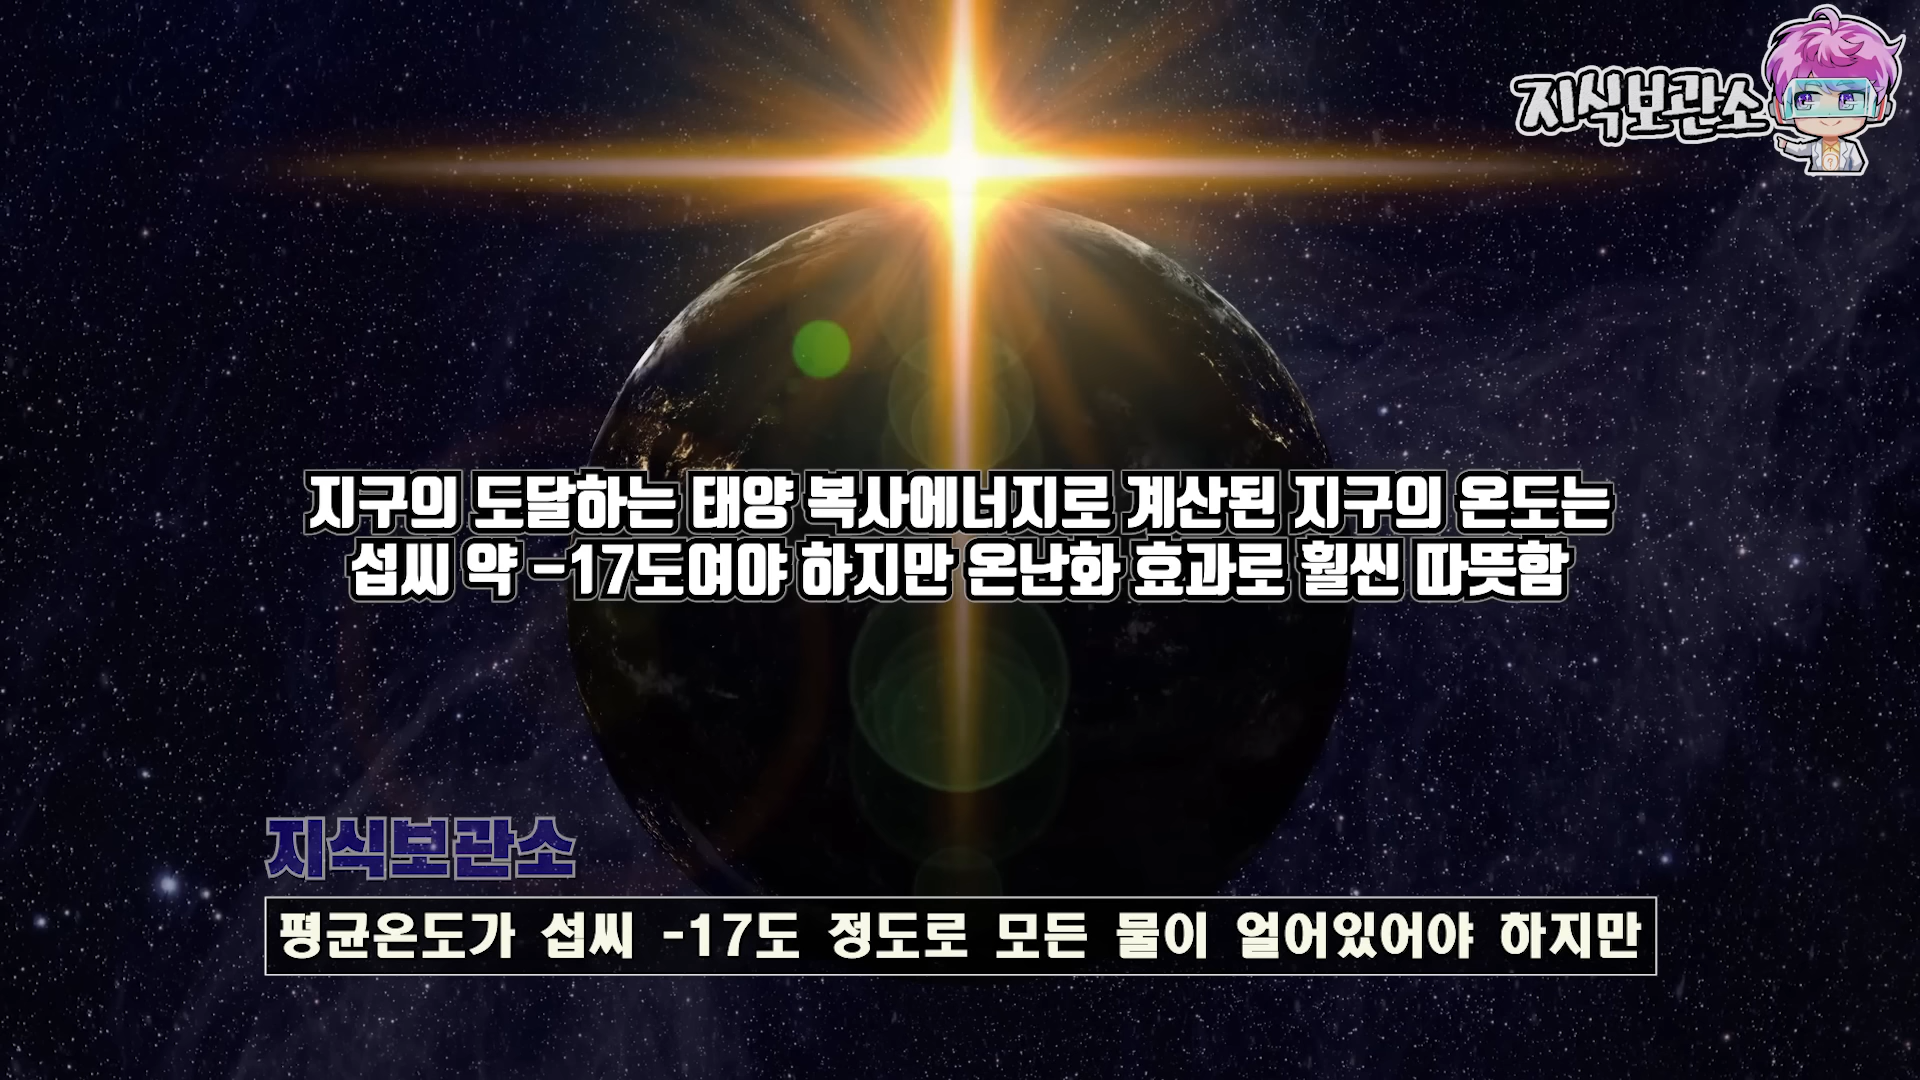 지식보관소
지구의 도달하는 태양 복사에너지로 계산된 지구의 온도는
섭씨 약 -17도여야 하지만 온난화 효과로 훨씬 따뜻함
지식보관소
평균온도가 섭씨 -17도 정도로 모든 물이 얼어있어야 하지만